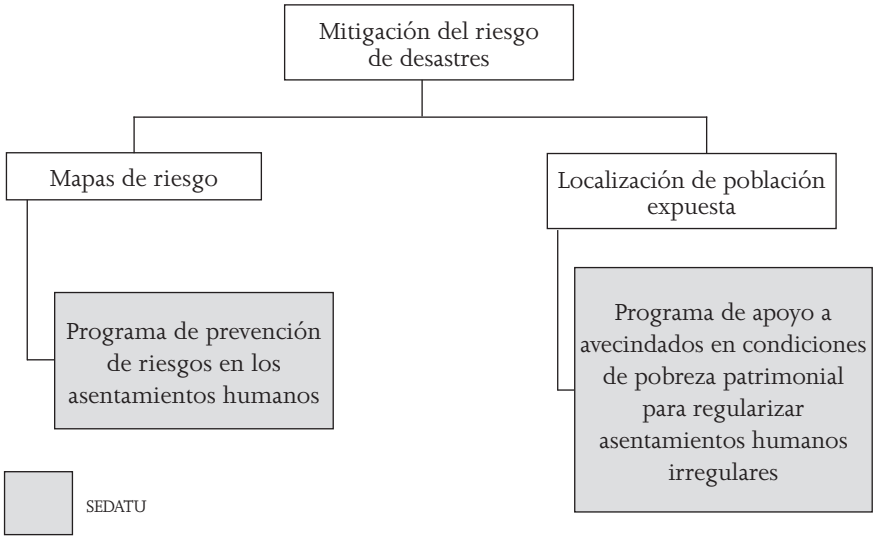 Mitigación del riesgo
de desastres
Mapas de riesgo
Localización de población
expuesta
Programa de prevención
de riesgos en los
asentamientos humanos
Programa de apoyo a
avecindados en condiciones
de pobreza patrimonial
para regularizar
asentamientos humanos
irregulares
SEDATU